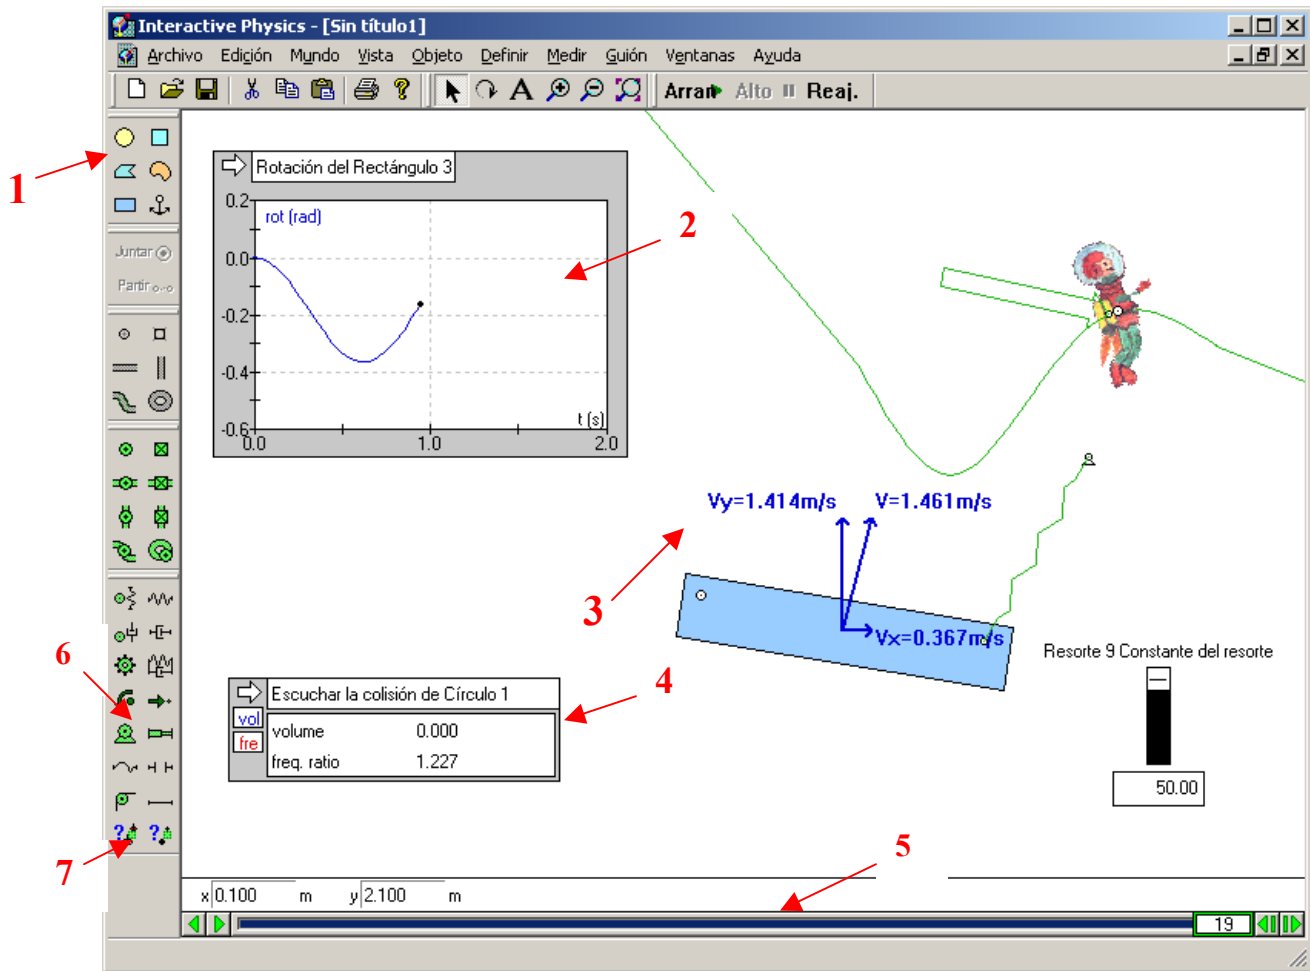 Interactive Physics - [Sin título1]
Archivo Edición Mundo Vista Objeto Definir Medir Guión Ventanas Ayuda
A Arran Alto Reaj.
1
Juntar
Partir
Rotación del Rectángulo 3
0.2
rot (rad)
0.0
-0.2
-0.4
-0.6
t (s)
0.0 1.0 2.0
2
Vy=1.414m/s V=1.461m/s
3
Vx=0.367m/s
Resorte 9 Constante del resorte
50.00
4
Escuchar la colisión de Círculo 1
vol volume 0.000
fre freq. ratio 1.227
6
7
5
x 0.100 m y 2.100 m
19